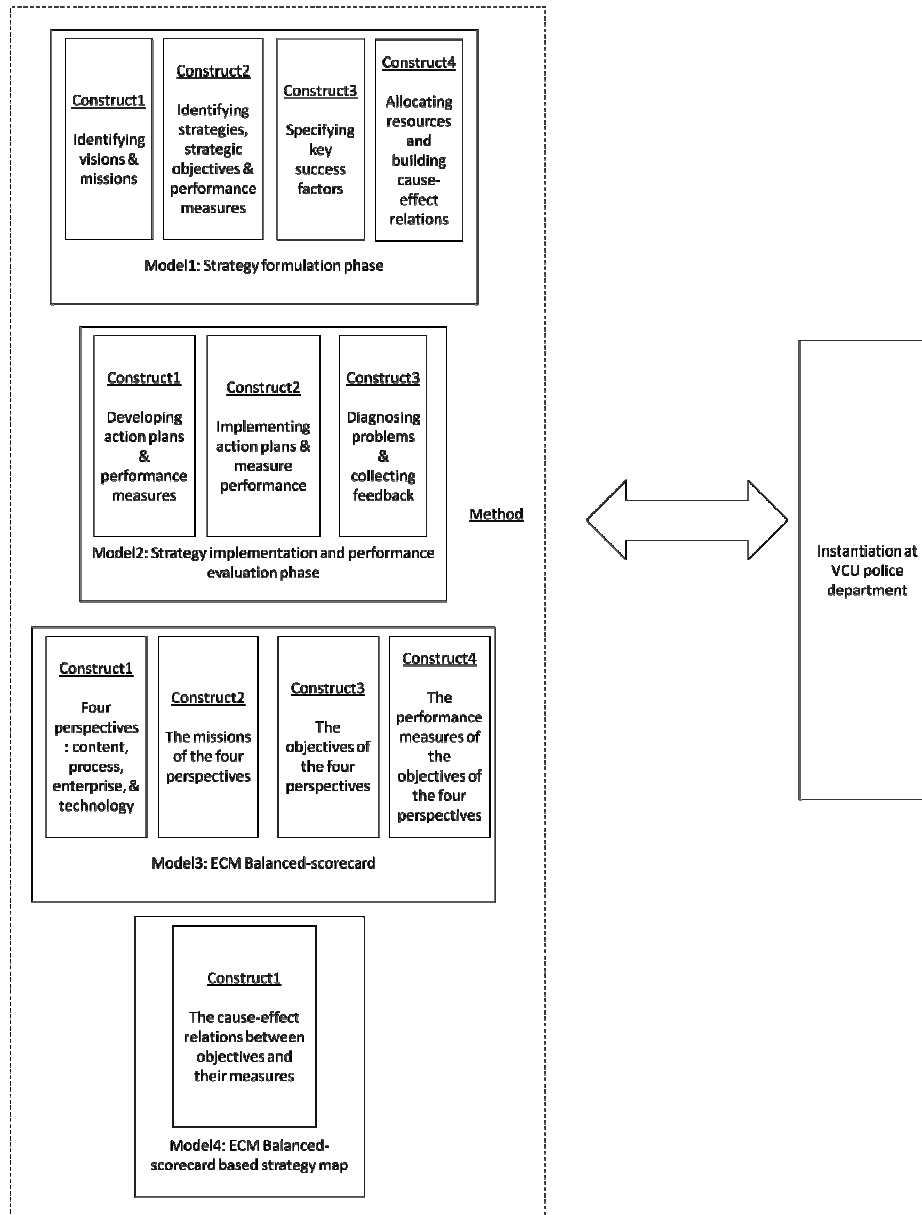 Construct1
Identifying
visions &
missions
Construct2
Identifying
strategies,
strategic
objectives &
performance
measures
Construct3
Specifying
key
success
factors
Construct4
Allocating
resources
and
building
cause-
effect
relations
Model1: Strategy formulation phase
Construct1
Developing
action plans
&
performance
measures
Construct2
Implementing
action plans &
measure
performance
Construct3
Diagnosing
problems
&
collecting
feedback
Model2: Strategy implementation and performance
evaluation phase
Method
Construct1
Four
perspectives
: content,
process,
enterprise, &
technology
Construct2
The missions
of the four
perspectives
Construct3
The
objectives of
the four
perspectives
Construct4
The
performance
measures of
the
objectives of
the four
perspectives
Model3: ECM Balanced-scorecard
Construct1
The cause-effect
relations between
objectives and
their measures
Model4: ECM Balanced-
scorecard based strategy map
Instantiation at
VCU police
department